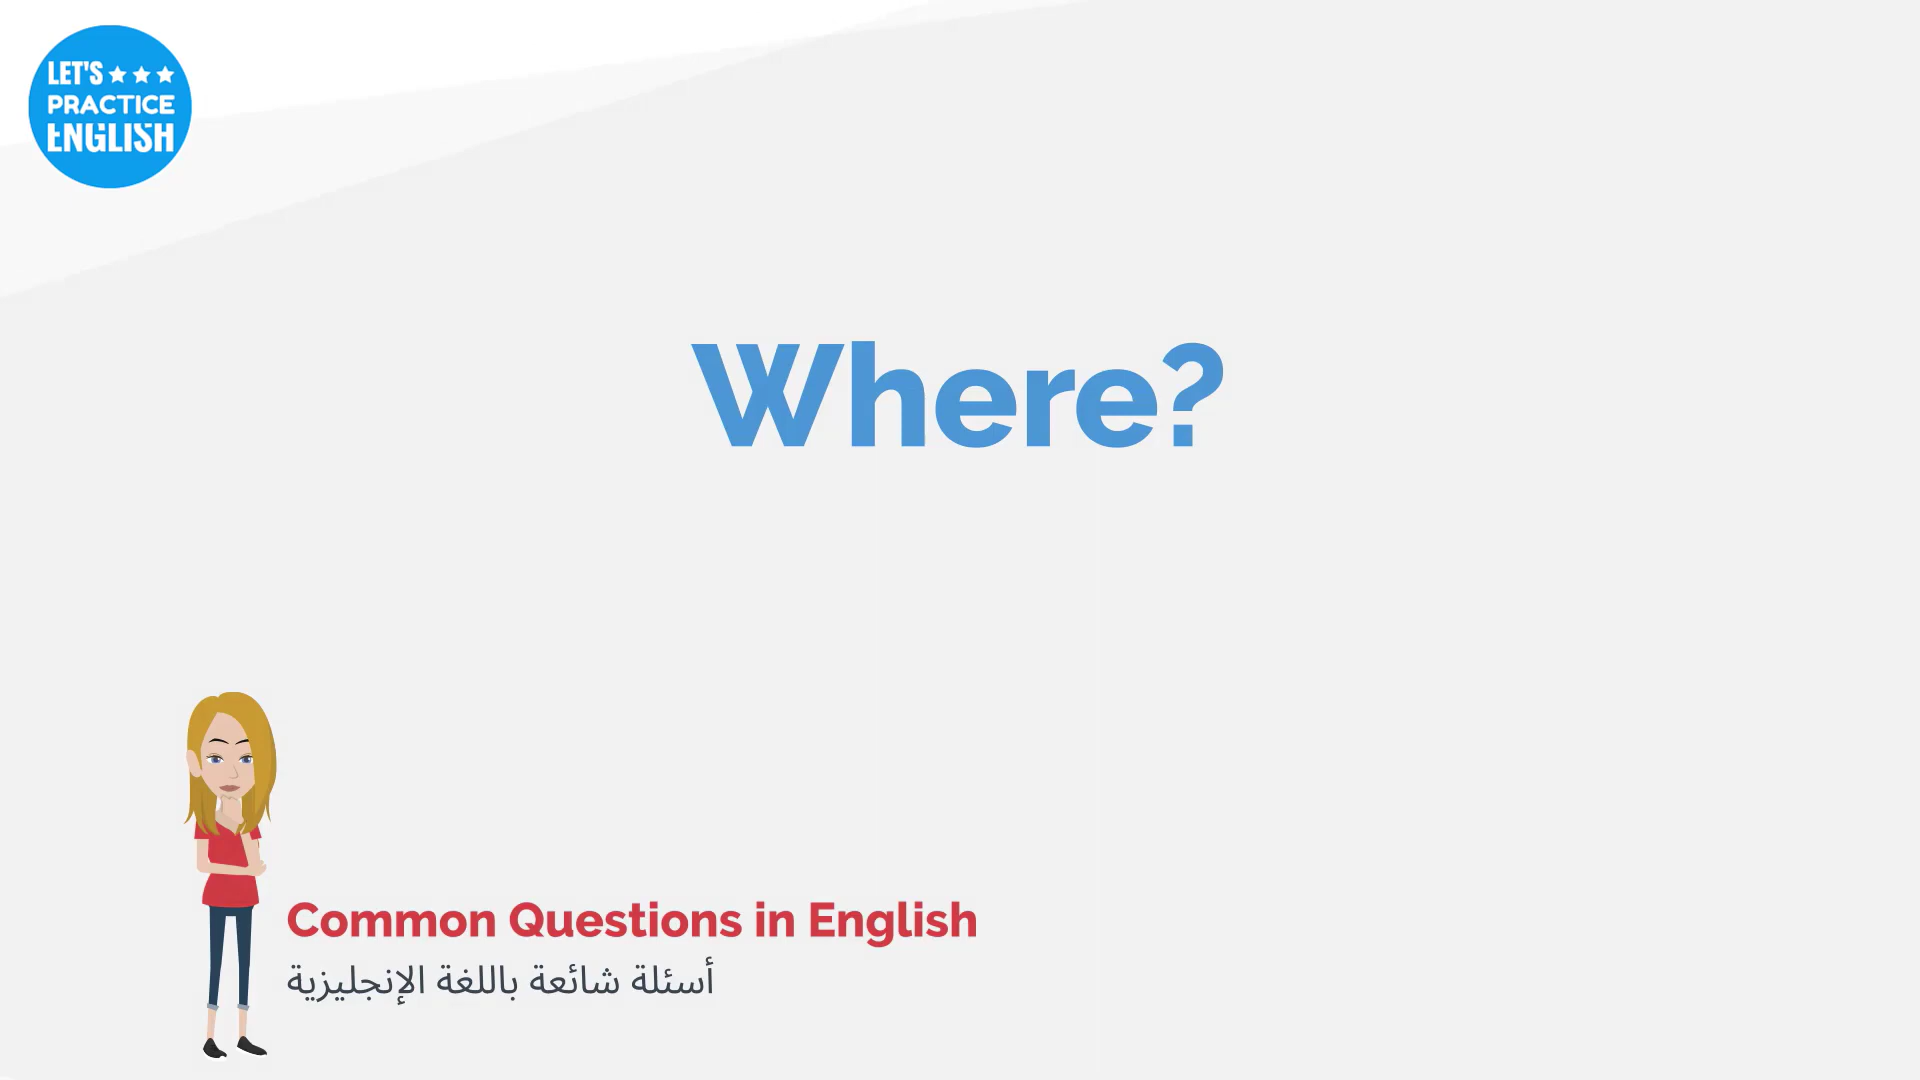 LET'S
PRACTICE
ENGLISH
Where?
Common Questions in English
أسئلة شائعة باللغة الإنجليزية